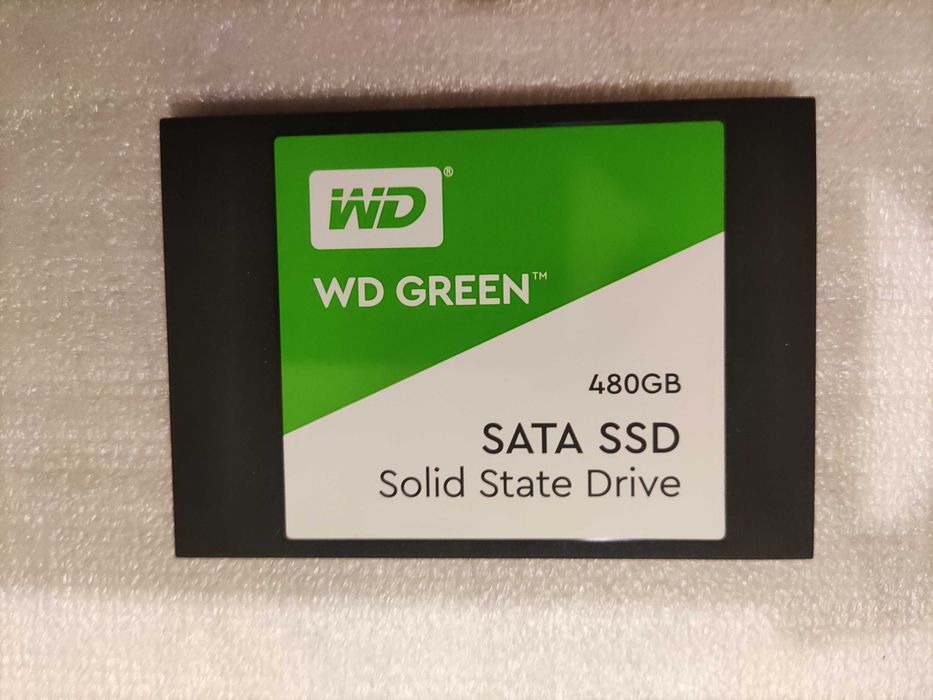 WD®
WD GREEN™
480GB
SATA SSD
Solid State Drive